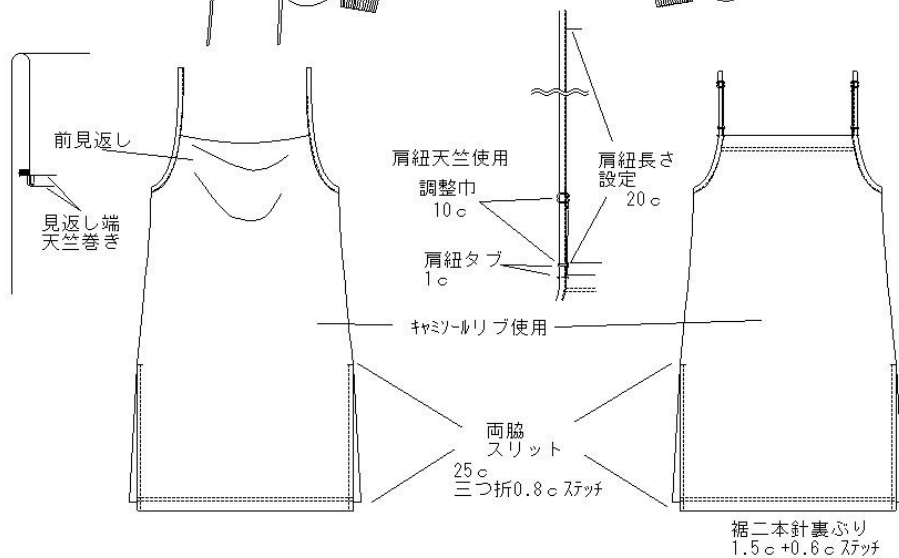 前見返し
見返し端
天竺巻き
肩紐天竺使用
調整巾
10c
肩紐タブ
1c
肩紐長さ
設定
20c
ｷｬﾐｿｰﾙリブ使用
両脇
スリット
25c
三つ折0.8cｽﾃｯﾁ
裾二本針裏ぶり
1.5c+0.6cｽﾃｯﾁ